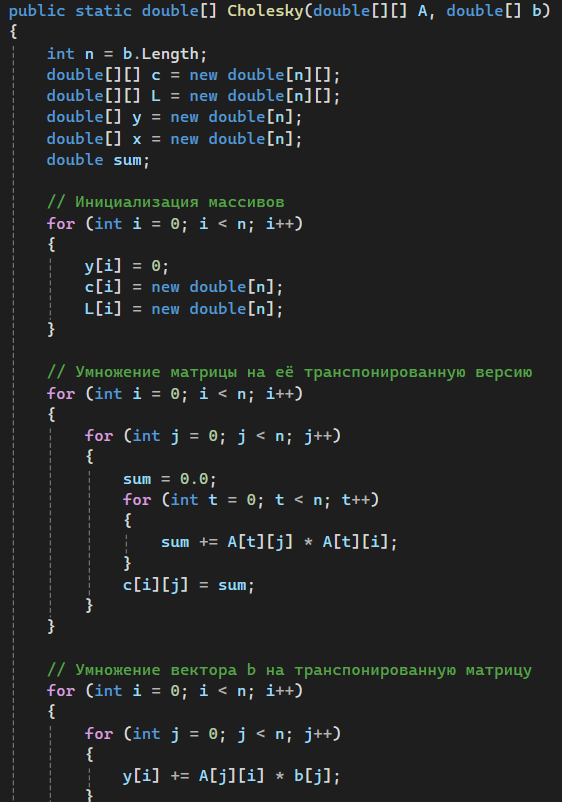 public static double[] Cholesky(double[][] A, double[] b)
{
    int n = b.Length;
    double[][] c = new double[n][];
    double[][] L = new double[n][];
    double[] y = new double[n];
    double[] x = new double[n];
    double sum;

    // Инициализация массивов
    for (int i = 0; i < n; i++)
    {
        y[i] = 0;
        c[i] = new double[n];
        L[i] = new double[n];
    }

    // Умножение матрицы на её транспонированную версию
    for (int i = 0; i < n; i++)
    {
        for (int j = 0; j < n; j++)
        {
            sum = 0.0;
            for (int t = 0; t < n; t++)
            {
                sum += A[t][j] * A[t][i];
            }
            c[i][j] = sum;
        }
    }

    // Умножение вектора b на транспонированную матрицу
    for (int i = 0; i < n; i++)
    {
        for (int j = 0; j < n; j++)
        {
            y[i] += A[j][i] * b[j];
        }